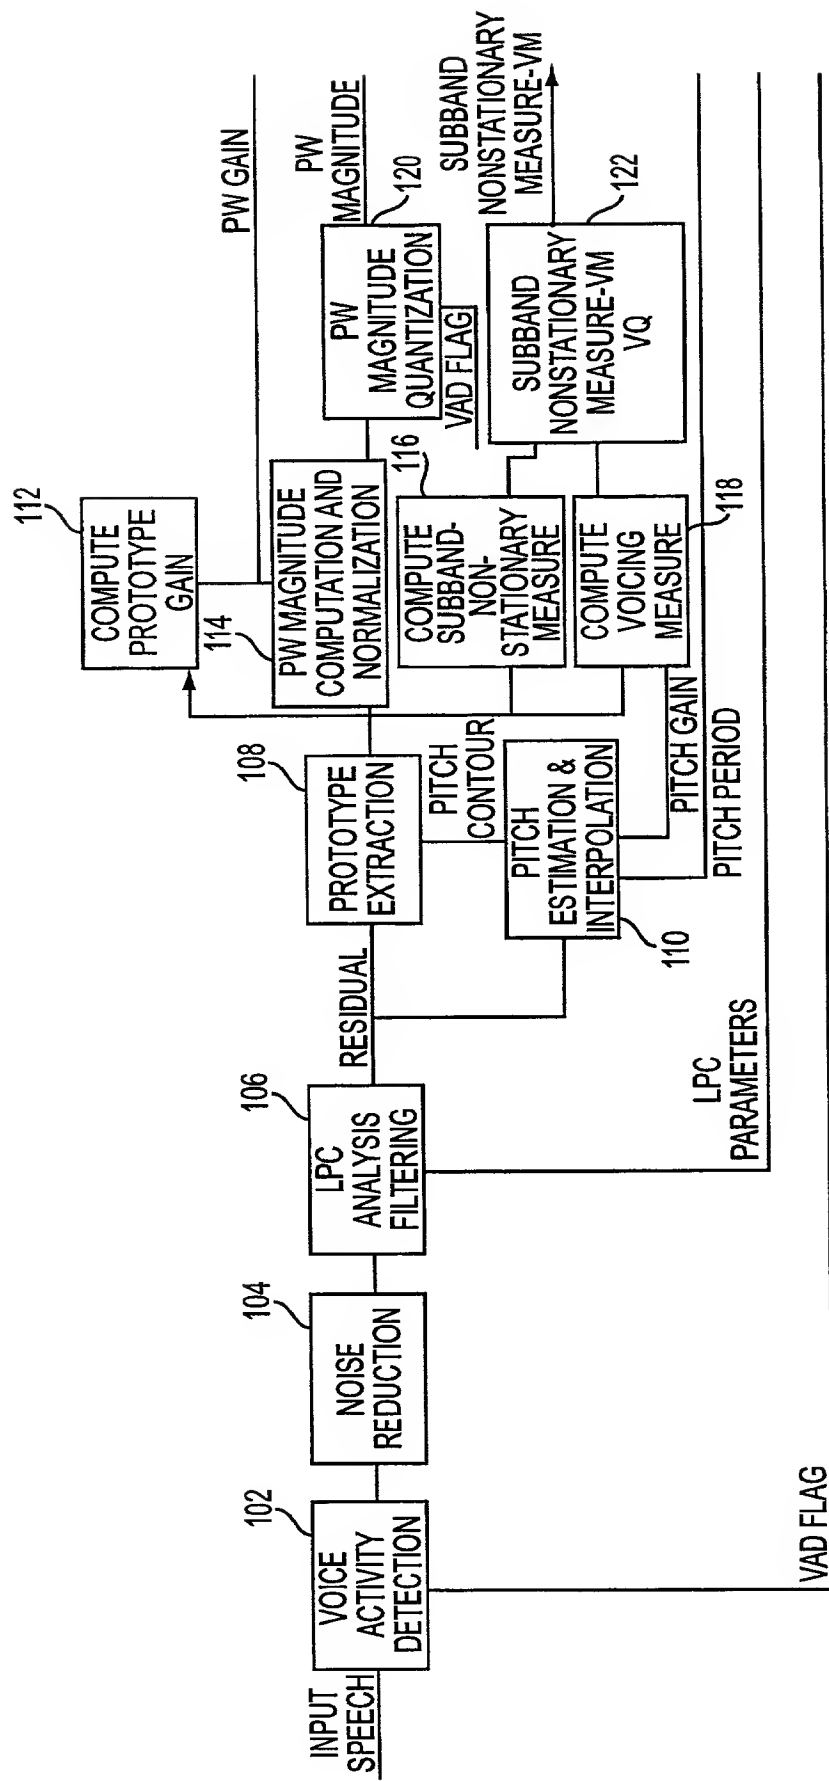 INPUT
SPEECH
102
VOICE
ACTIVITY
DETECTION
VAD FLAG
104
NOISE
REDUCTION
106
LPC
ANALYSIS
FILTERING
LPC
PARAMETERS
RESIDUAL
108
PROTOTYPE
EXTRACTION
PITCH
CONTOUR
PITCH
ESTIMATION &
INTERPOLATION
110
PITCH GAIN
PITCH PERIOD
112
COMPUTE
PROTOTYPE
GAIN
PW GAIN
114
PW MAGNITUDE
COMPUTATION AND
NORMALIZATION
116
COMPUTE
SUBBAND-
NON-
STATIONARY
MEASURE
COMPUTE
VOICING
MEASURE
118
PW
MAGNITUDE
QUANTIZATION
120
VAD FLAG
PW
MAGNITUDE
SUBBAND
NONSTATIONARY
MEASURE-VM
VQ
122
SUBBAND
NONSTATIONARY
MEASURE-VM